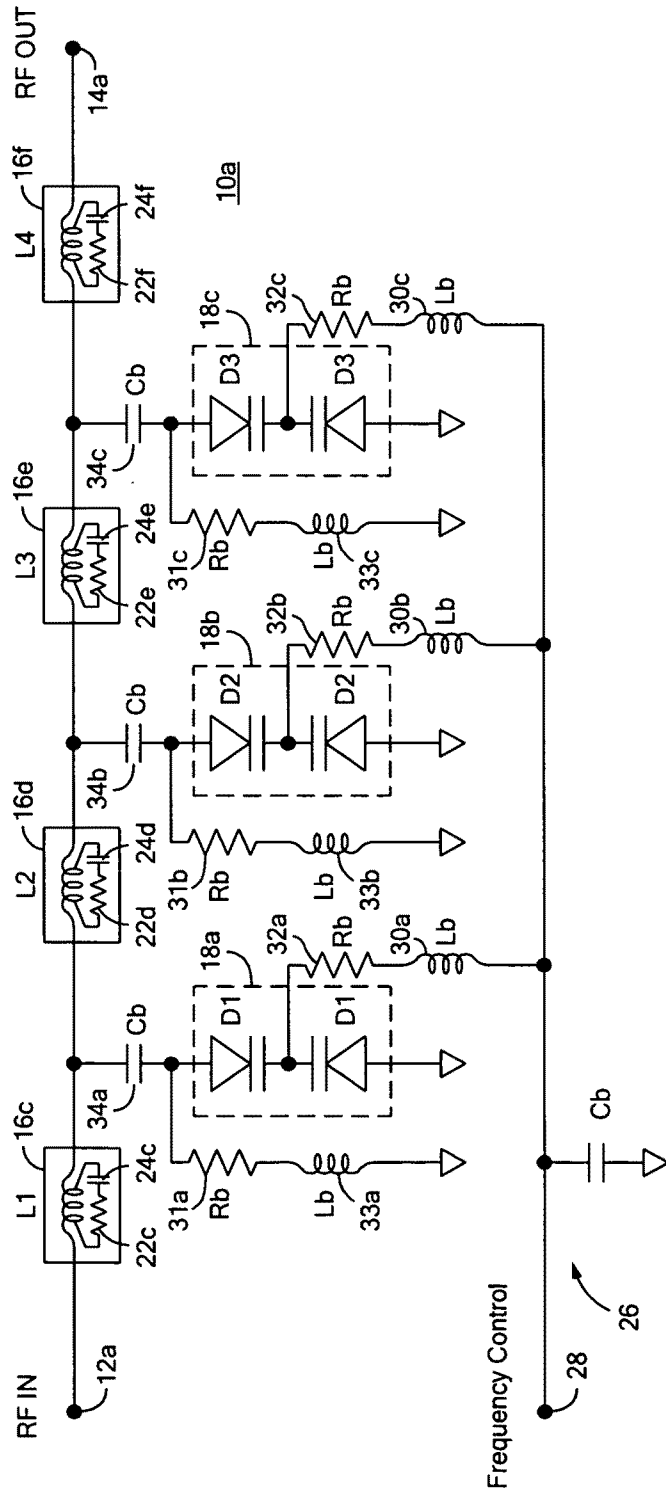 RF IN
12a
L1
16c
22c
24c
34a
Cb
31a
Rb
Lb
33a
18a
D1
D1
32a
Rb
30a
Lb
L2
16d
22d
24d
34b
Cb
31b
Rb
Lb
33b
18b
D2
D2
32b
Rb
30b
Lb
L3
16e
22e
24e
34c
Cb
31c
Rb
Lb
33c
18c
D3
D3
32c
Rb
30c
Lb
L4
16f
22f
24f
RF OUT
14a
10a
Frequency Control
28
26
Cb